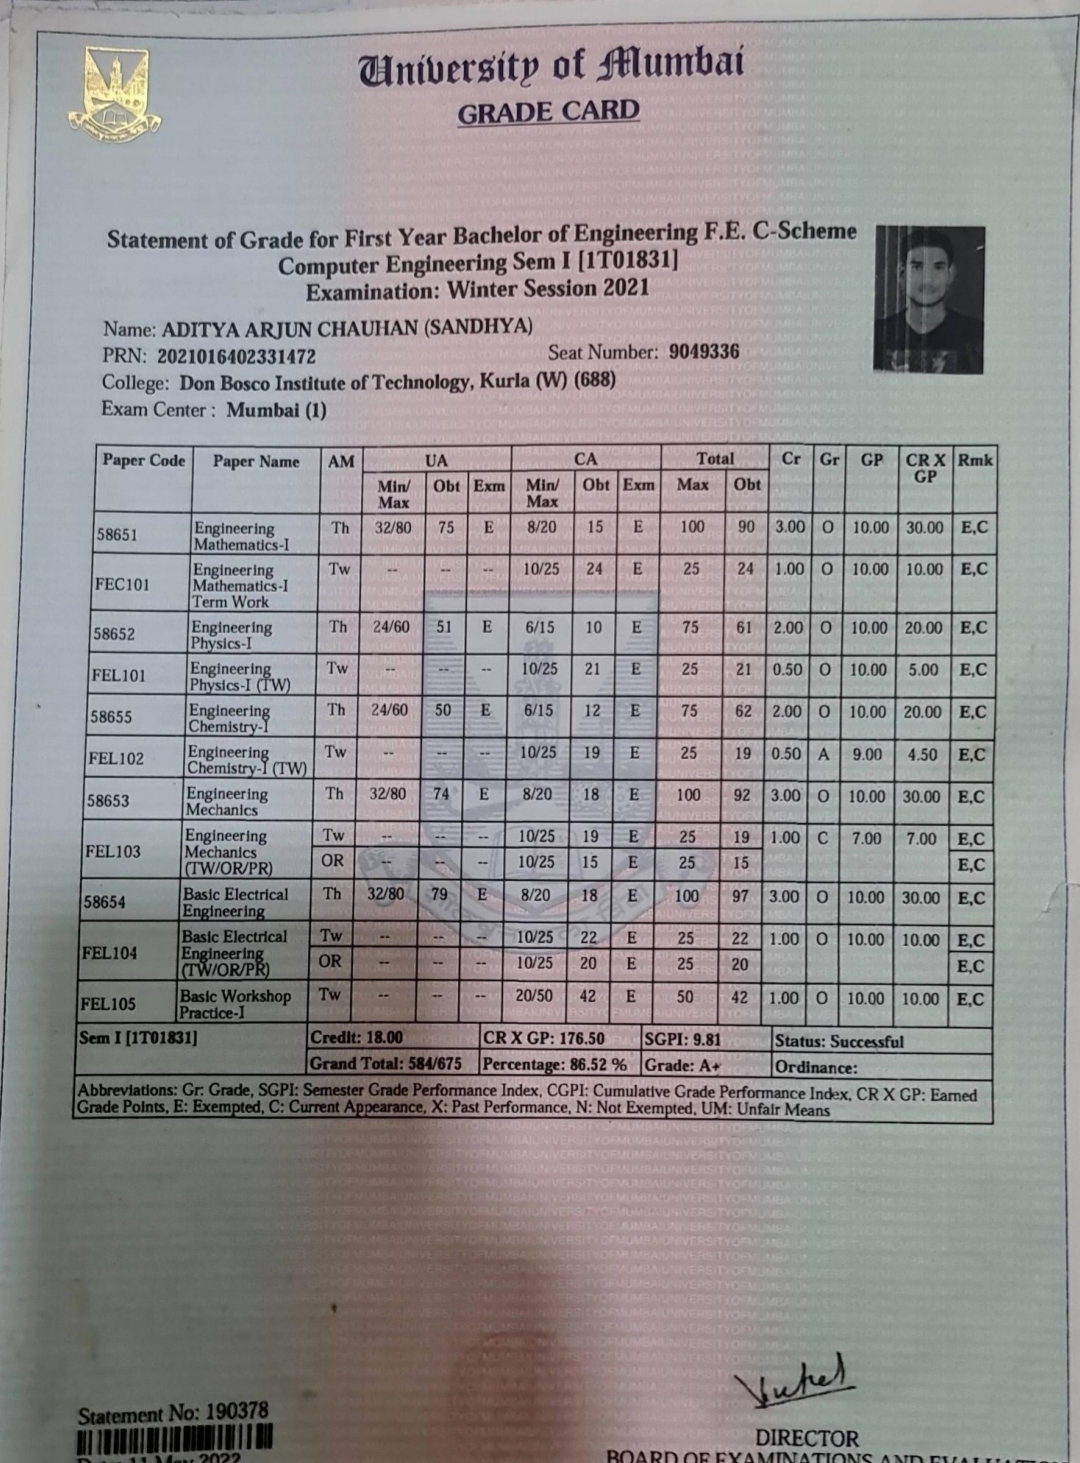 University of Mumbai
GRADE CARD
Statement of Grade for First Year Bachelor of Engineering F.E. C-Scheme
Computer Engineering Sem I [1T01831]
Examination: Winter Session 2021
Name: ADITYA ARJUN CHAUHAN (SANDHYA)
PRN: 2021016402331472 Seat Number: 9049336
College: Don Bosco Institute of Technology, Kurla (W) (688)
Exam Center : Mumbai (1)
Paper Code Paper Name AM UA CA Total Cr Gr GP CR X GP Rmk
Min/Max Obt Exm Min/Max Obt Exm Max Obt
58651 Engineering Mathematics-I Th 32/80 75 E 8/20 15 E 100 90 3.00 O 10.00 30.00 E,C
FEC101 Engineering Mathematics-I Term Work Tw -- -- -- 10/25 24 E 25 24 1.00 O 10.00 10.00 E,C
58652 Engineering Physics-I Th 24/60 51 E 6/15 10 E 75 61 2.00 O 10.00 20.00 E,C
FEL101 Engineering Physics-I (TW) Tw -- -- -- 10/25 21 E 25 21 0.50 O 10.00 5.00 E,C
58655 Engineering Chemistry-I Th 24/60 50 E 6/15 12 E 75 62 2.00 O 10.00 20.00 E,C
FEL102 Engineering Chemistry-I (TW) Tw -- -- -- 10/25 19 E 25 19 0.50 A 9.00 4.50 E,C
58653 Engineering Mechanics Th 32/80 74 E 8/20 18 E 100 92 3.00 O 10.00 30.00 E,C
FEL103 Engineering Mechanics (TW/OR/PR) Tw -- -- -- 10/25 19 E 25 19 1.00 C 7.00 7.00 E,C
OR -- -- -- 10/25 15 E 25 15 E,C
58654 Basic Electrical Engineering Th 32/80 79 E 8/20 18 E 100 97 3.00 O 10.00 30.00 E,C
FEL104 Basic Electrical Engineering (TW/OR/PR) Tw -- -- -- 10/25 22 E 25 22 1.00 O 10.00 10.00 E,C
OR -- -- -- 10/25 20 E 25 20 E,C
FEL105 Basic Workshop Practice-I Tw -- -- -- 20/50 42 E 50 42 1.00 O 10.00 10.00 E,C
Sem I [1T01831] Credit: 18.00 CR X GP: 176.50 SGPI: 9.81 Status: Successful
Grand Total: 584/675 Percentage: 86.52 % Grade: A+ Ordinance:
Abbreviations: Gr: Grade, SGPI: Semester Grade Performance Index, CGPI: Cumulative Grade Performance Index, CR X GP: Earned
Grade Points, E: Exempted, C: Current Appearance, X: Past Performance, N: Not Exempted, UM: Unfair Means
Statement No: 190378
11 May 2022
DIRECTOR
BOARD OF EXAMINATIONS AND